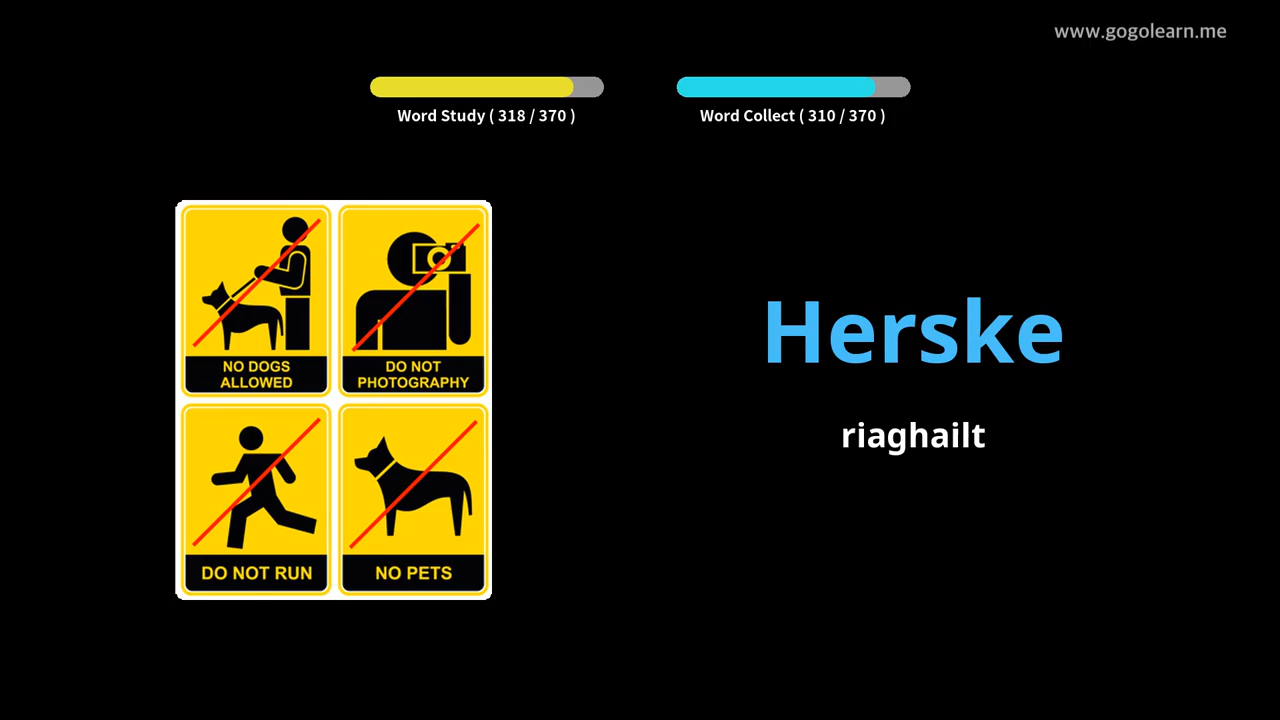 www.gogolearn.me
Word Study ( 318 / 370 )
Word Collect ( 310 / 370 )
NO DOGS
ALLOWED
DO NOT
PHOTOGRAPHY
DO NOT RUN
NO PETS
Herske
riaghailt